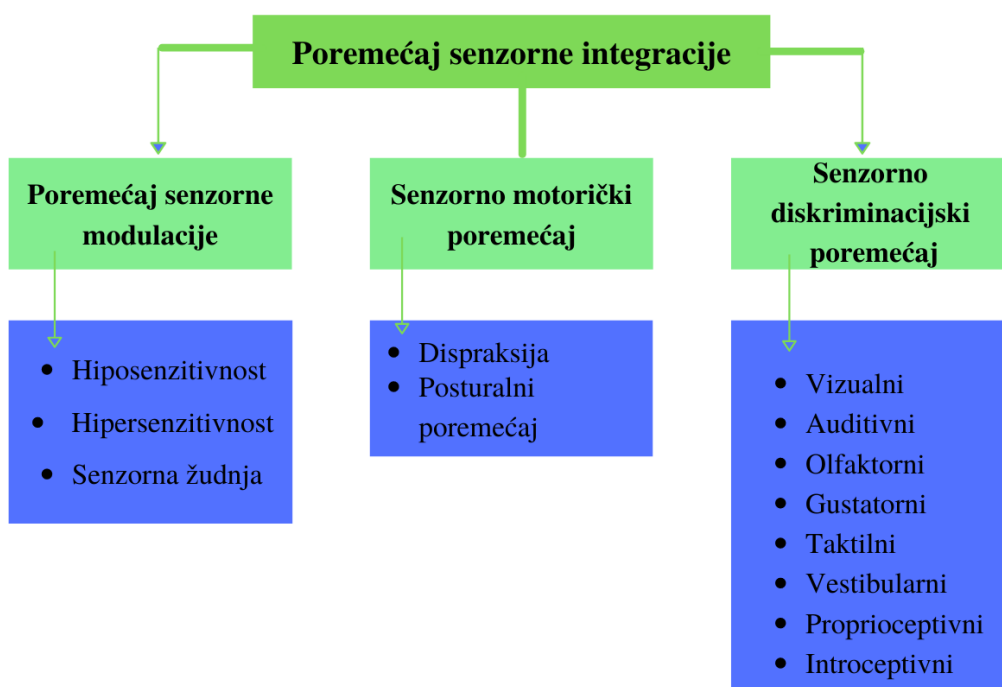 Poremećaj senzorne integracije
Poremećaj senzorne
modulacije
Senzorno motorički
poremećaj
Senzorno
diskriminacijski
poremećaj
• Hiposenzitivnost
• Hipersenzitivnost
• Senzorna žudnja
• Dispraksija
• Posturalni
poremećaj
• Vizualni
• Auditivni
• Olfaktorni
• Gustatorni
• Taktilni
• Vestibularni
• Proprioceptivni
• Introceptivni